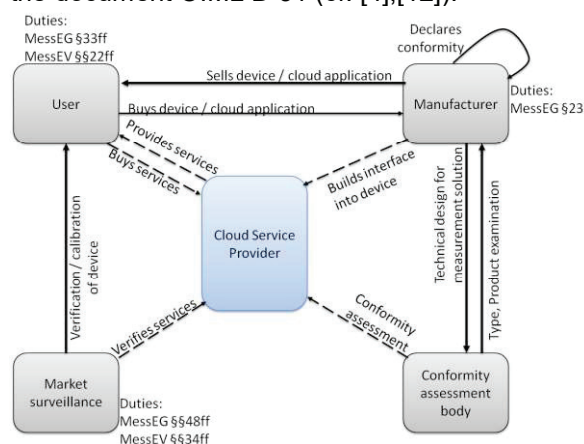 the document OIML D (cf. [4],[12]).
Duties:
MessEG §33ff
MessEV §§22ff
Declares
conformity
User
Sells device / cloud application
Buys device / cloud application
Manufacturer
Duties:
MessEG §23
Provides services
Buys services
Builds interface
into device
Cloud Service
Provider
Verification / calibration
of device
Technical design for
measurement solution
Type, Product examination
Verifies services
Conformity
assessment
Market
surveillance
Duties:
MessEG §§48ff
MessEV §§34ff
Conformity
assessment
body